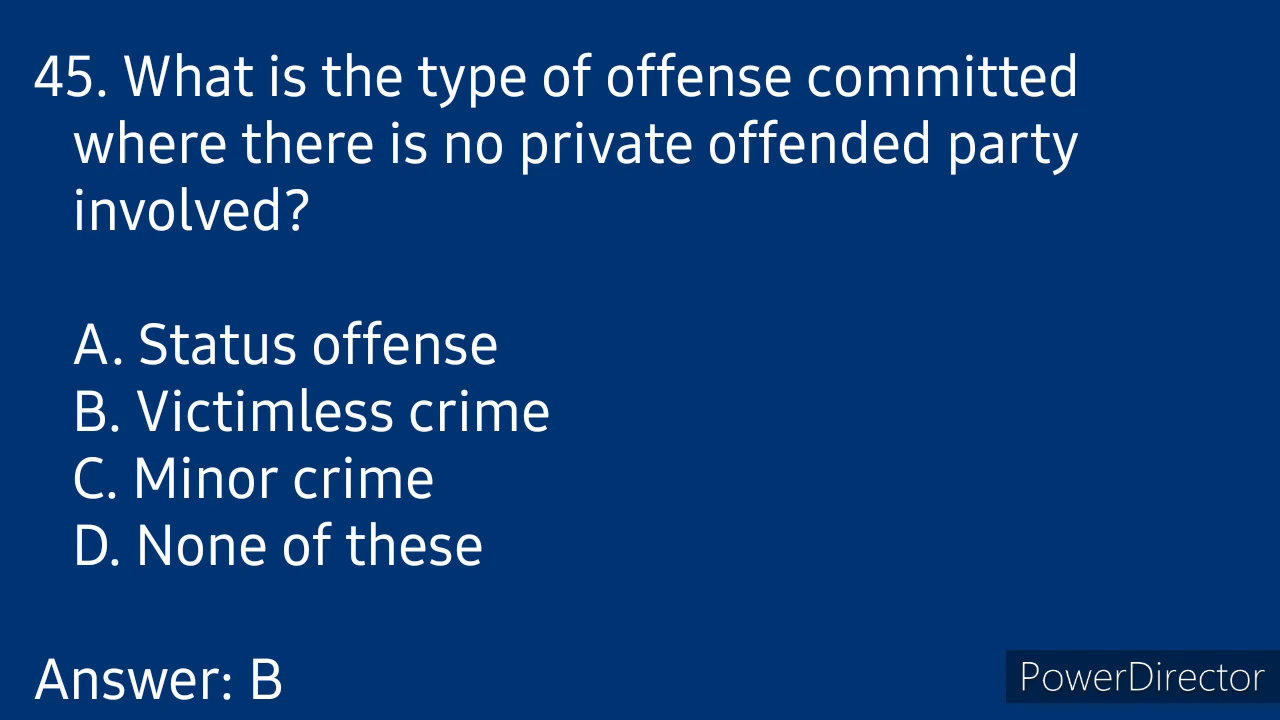 45. What is the type of offense committed
where there is no private offended party
involved?
A. Status offense
B. Victimless crime
C. Minor crime
D. None of these
Answer: B
PowerDirector